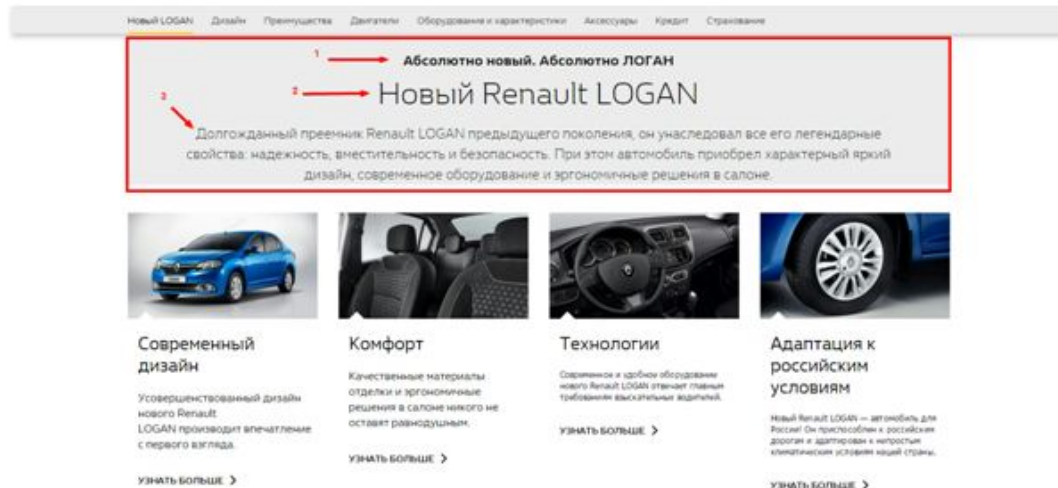 Новый LOGAN Дизайн Преимущества Двигатели Оборудование и характеристики Аксессуары Кредит Страхование
1
Абсолютно новый. Абсолютно ЛОГАН
2
Новый Renault LOGAN
3
Долгожданный преемник Renault LOGAN предыдущего поколения, он унаследовал все его легендарные
свойства: надежность, вместительность и безопасность. При этом автомобиль приобрел характерный яркий
дизайн, современное оборудование и эргономичные решения в салоне.
Современный
дизайн
Усовершенствованный дизайн
нового Renault
LOGAN производит впечатление
с первого взгляда.
УЗНАТЬ БОЛЬШЕ
Комфорт
Качественные материалы
отделки и эргономичные
решения в салоне никого не
оставят равнодушным.
УЗНАТЬ БОЛЬШЕ
Технологии
Современное и удобное оборудование
нового Renault LOGAN отвечает главным
требованиям взыскательных водителей.
УЗНАТЬ БОЛЬШЕ
Адаптация к
российским
условиям
Новый Renault LOGAN — автомобиль для
России! Он приспособлен к российским
дорогам и адаптирован к непростым
климатическим условиям нашей страны.
УЗНАТЬ БОЛЬШЕ